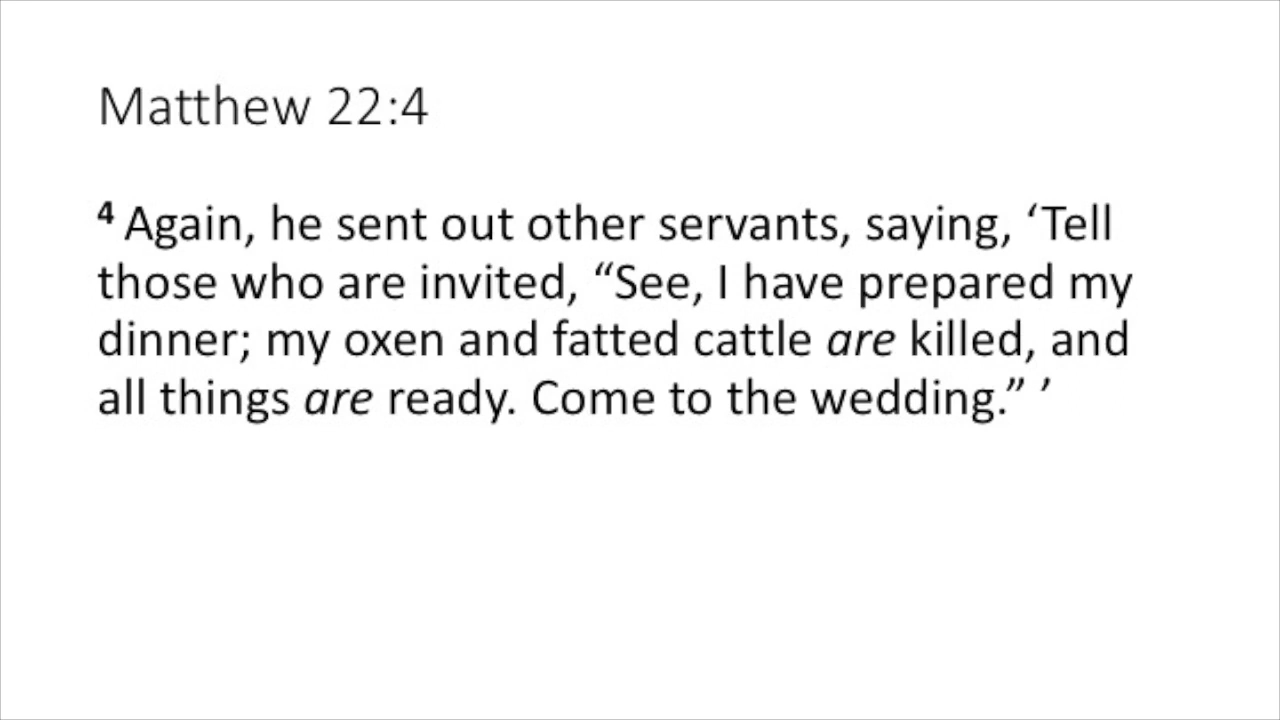 Matthew 22:4
4 Again, he sent out other servants, saying, ‘Tell
those who are invited, “See, I have prepared my
dinner; my oxen and fatted cattle are killed, and
all things are ready. Come to the wedding.” ’